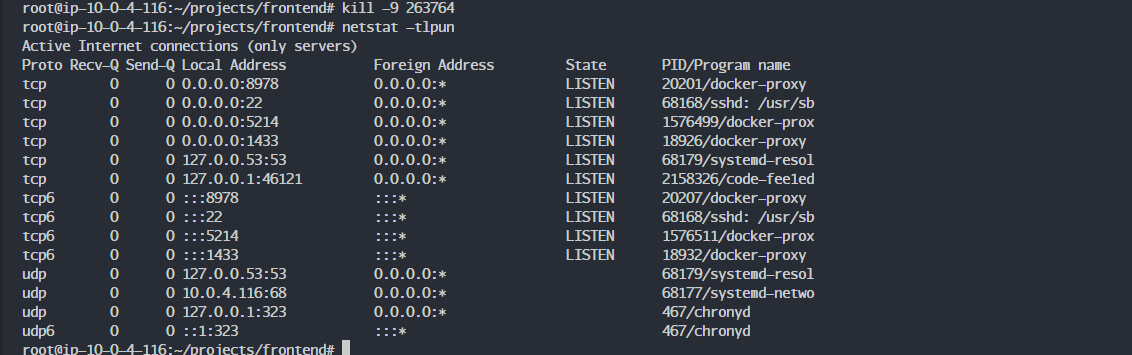 root@ip-10-0-4-116:~/projects/frontend# kill -9 263764
root@ip-10-0-4-116:~/projects/frontend# netstat -tlpun
Active Internet connections (only servers)
Proto Recv-Q Send-Q Local Address           Foreign Address         State       PID/Program name
tcp        0      0 0.0.0.0:8978            0.0.0.0:*               LISTEN      20201/docker-proxy
tcp        0      0 0.0.0.0:22              0.0.0.0:*               LISTEN      68168/sshd: /usr/sb
tcp        0      0 0.0.0.0:5214            0.0.0.0:*               LISTEN      1576499/docker-prox
tcp        0      0 0.0.0.0:1433            0.0.0.0:*               LISTEN      18926/docker-proxy
tcp        0      0 127.0.0.53:53           0.0.0.0:*               LISTEN      68179/systemd-resol
tcp        0      0 127.0.0.1:46121         0.0.0.0:*               LISTEN      2158326/code-fee1ed
tcp6       0      0 :::8978                 :::*                    LISTEN      20207/docker-proxy
tcp6       0      0 :::22                   :::*                    LISTEN      68168/sshd: /usr/sb
tcp6       0      0 :::5214                 :::*                    LISTEN      1576511/docker-prox
tcp6       0      0 :::1433                 :::*                    LISTEN      18932/docker-proxy
udp        0      0 127.0.0.53:53           0.0.0.0:*                           68179/systemd-resol
udp        0      0 10.0.4.116:68           0.0.0.0:*                           68177/systemd-netwo
udp        0      0 127.0.0.1:323           0.0.0.0:*                           467/chronyd
udp6       0      0 ::1:323                 :::*                                467/chronyd
root@ip-10-0-4-116:~/projects/frontend#